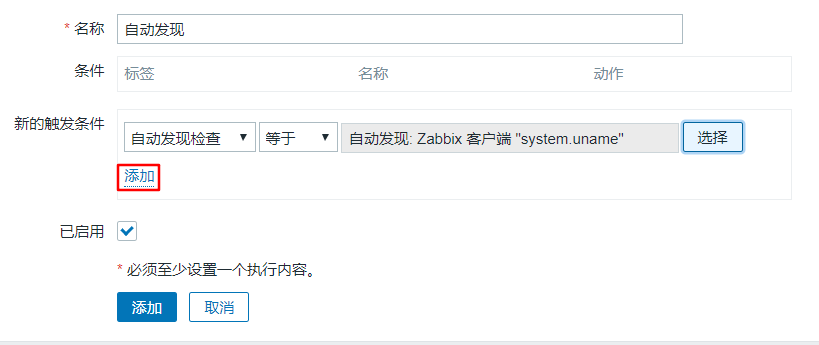 * 名称 自动发现
条件 标签 名称 动作
新的触发条件
自动发现检查 等于 自动发现: Zabbix 客户端 "system.uname" 选择
添加
已启用
* 必须至少设置一个执行内容。
添加 取消